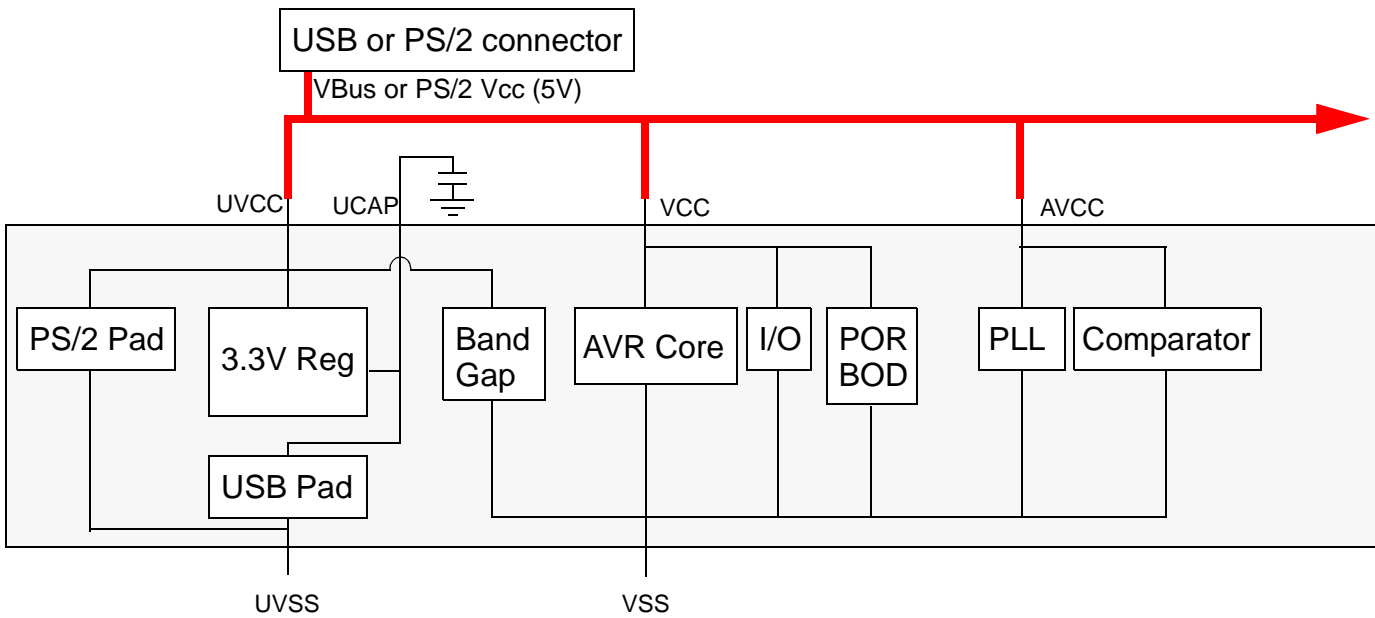 USB or PS/2 connector
VBus or PS/2 Vcc (5V)
UVCC
UCAP
VCC
AVCC
PS/2 Pad
3.3V Reg
Band
Gap
AVR Core
I/O
POR
BOD
PLL
Comparator
USB Pad
UVSS
VSS